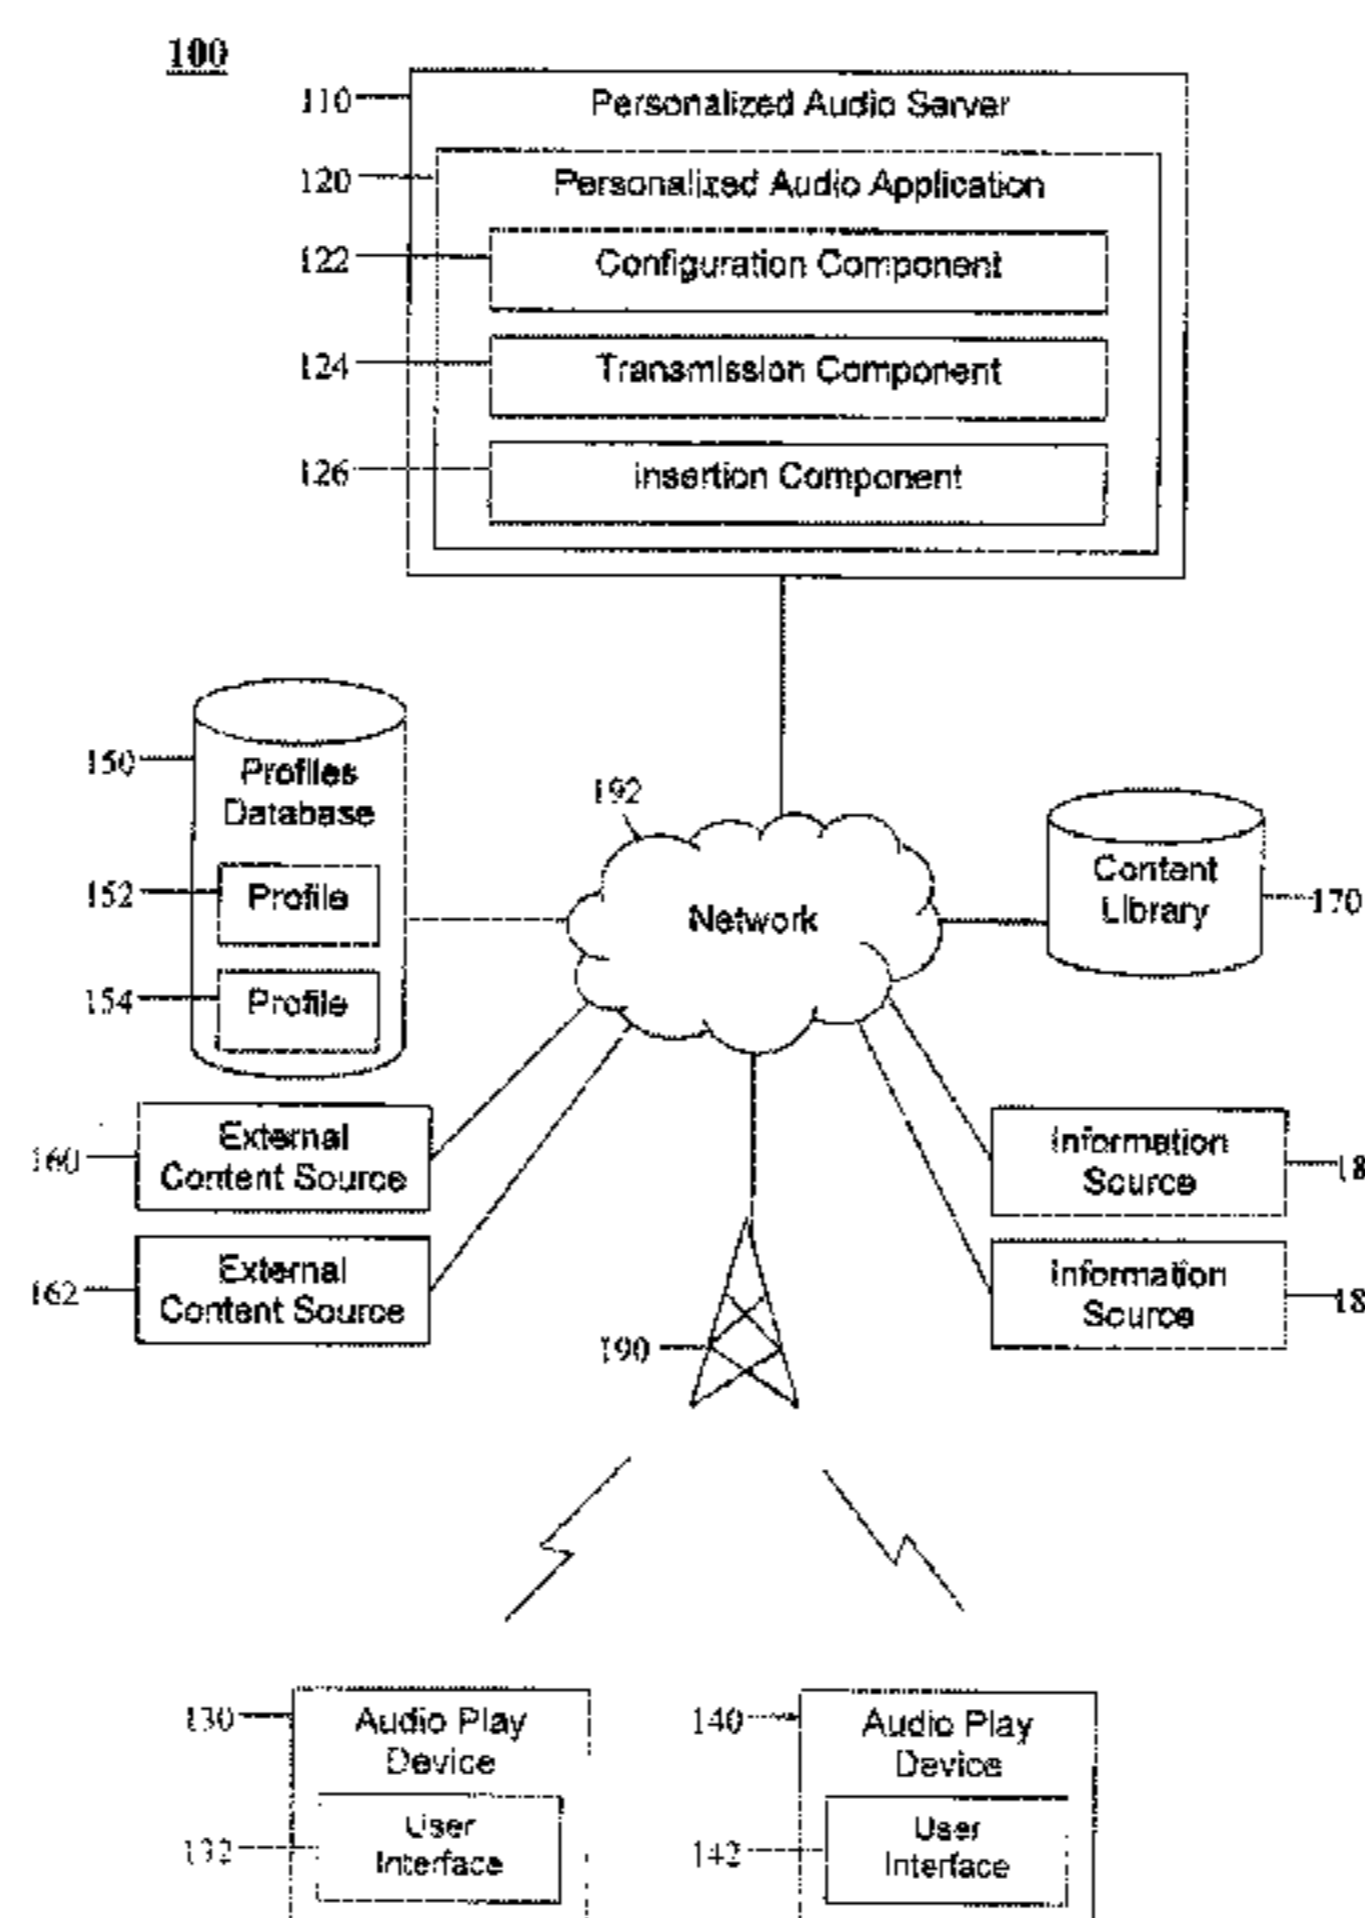 100
110 Personalized Audio Server
120 Personalized Audio Application
122 Configuration Component
124 Transmission Component
126 Insertion Component
150 Profiles
Database
192
152 Profile
Network
Content
Library 170
154 Profile
160 External
Content Source
Information 18
Source
162 External
Content Source
Information 18
Source
190
130 Audio Play
Device
140 Audio Play
Device
132 User
Interface
142 User
Interface